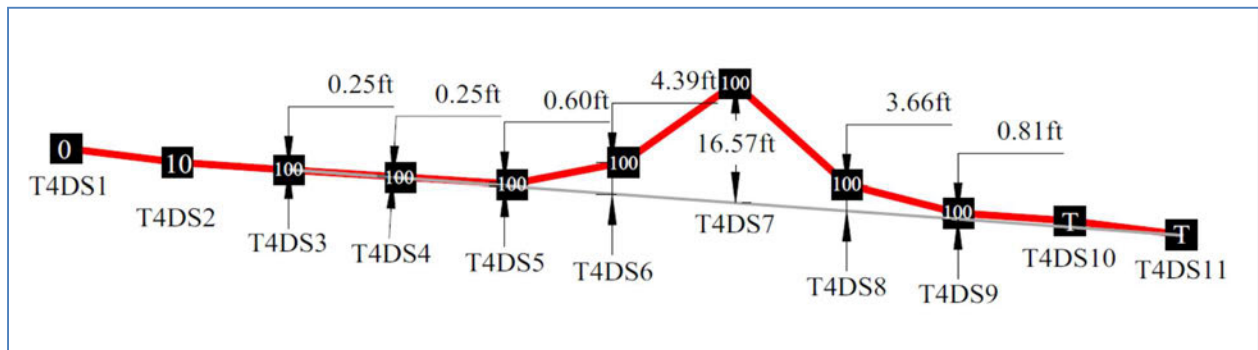 0.25ft
0.25ft
0.60ft
4.39ft
16.57ft
3.66ft
0.81ft
0
10
100
100
100
100
100
100
100
T
T
T4DS1
T4DS2
T4DS3
T4DS4
T4DS5
T4DS6
T4DS7
T4DS8
T4DS9
T4DS10
T4DS11